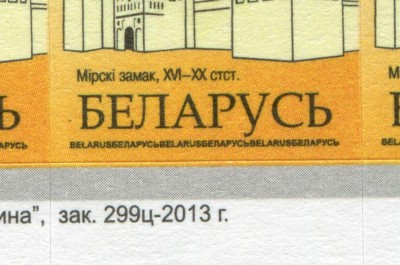 Мірскі замак, XVI–XX стст.
БЕЛАРУСЬ
BELARUSБЕЛАРУСЬBELARUSБЕЛАРУСЬBELARUSБЕЛАРУСЬ
зак. 299ц-2013 г.